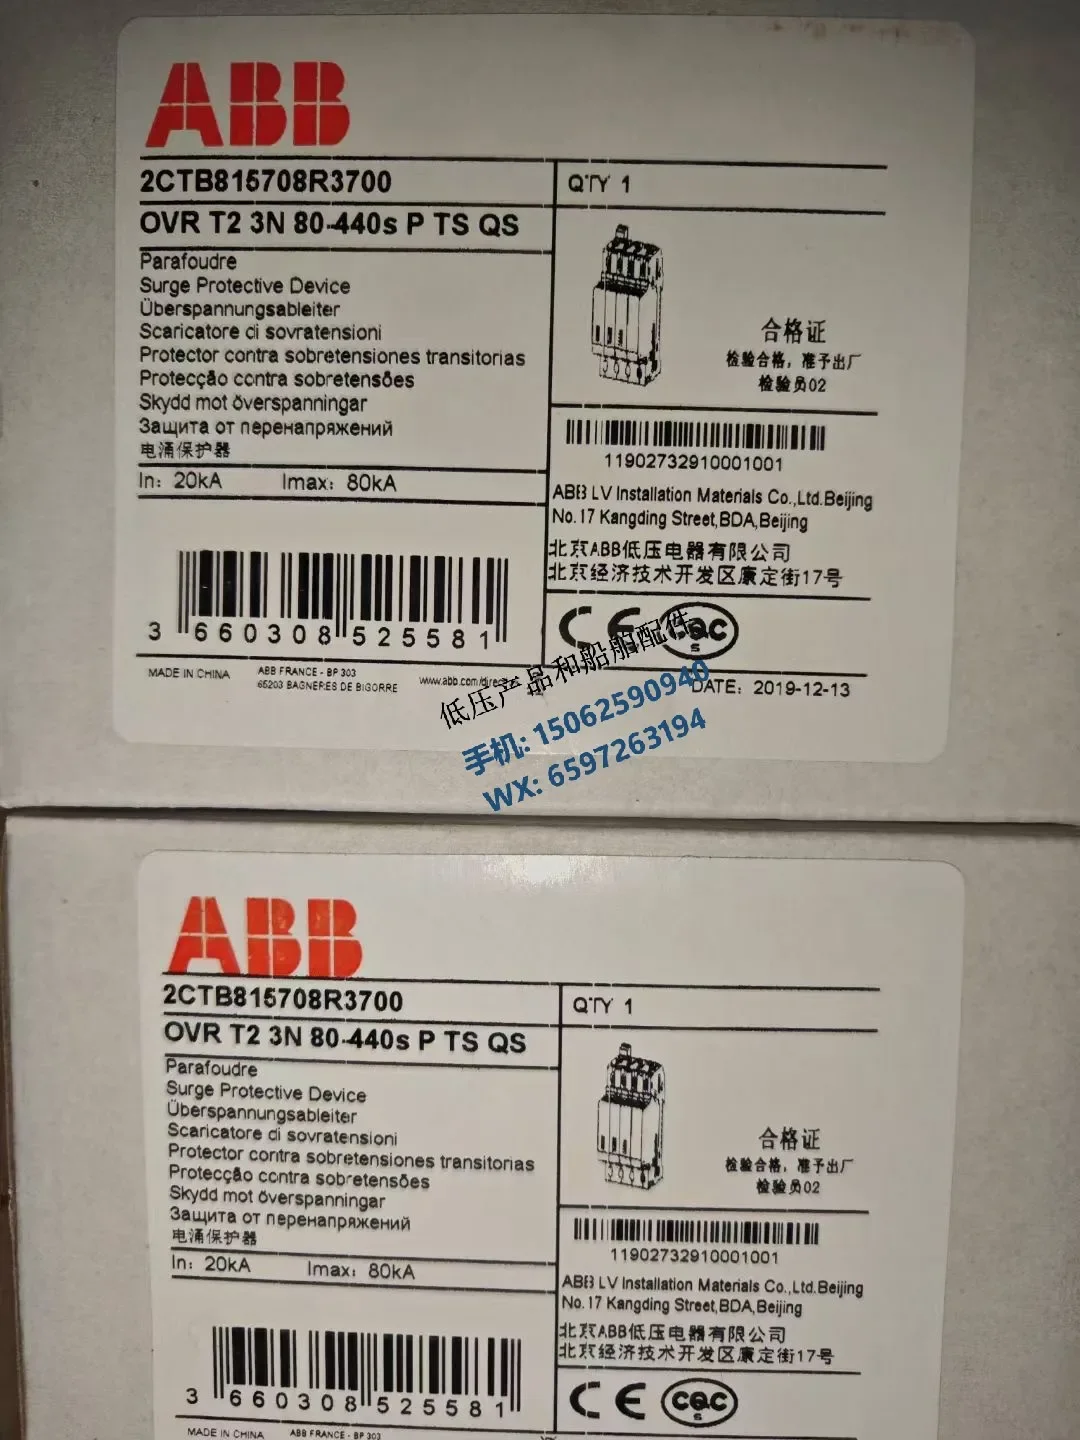 ABB
2CTB815708R3700
QTY 1
OVR T2 3N 80-440s P TS QS
Parafoudre
Surge Protective Device
Überspannungsableiter
Scaricatore di sovratensioni
Protector contra sobretensiones transitorias
Protecção contra sobretensões
Skydd mot överspanningar
Защита от перенапряжений
电涌保护器
In: 20kA Imax: 80kA
合格证
检验合格，准予出厂
检验员02
11902732910001001
ABB LV Installation Materials Co.,Ltd.Beijing
No.17 Kangding Street,BDA,Beijing
北京ABB低压电器有限公司
北京经济技术开发区康定街17号
3 660308 525581
CE CQC S
MADE IN CHINA
ABB FRANCE - BP 303
65203 BAGNERES DE BIGORRE
DATE: 2019-12-13
低压产品和船舶配件
手机: 15062590940
WX: 6597263194
ABB
2CTB815708R3700
QTY 1
OVR T2 3N 80-440s P TS QS
Parafoudre
Surge Protective Device
Überspannungsableiter
Scaricatore di sovratensioni
Protector contra sobretensiones transitorias
Protecção contra sobretensões
Skydd mot överspanningar
Защита от перенапряжений
电涌保护器
In: 20kA Imax: 80kA
合格证
检验合格，准予出厂
检验员02
11902732910001001
ABB LV Installation Materials Co.,Ltd.Beijing
No.17 Kangding Street,BDA,Beijing
北京ABB低压电器有限公司
北京经济技术开发区康定街17号
3 660308 525581
CE CQC S
MADE IN CHINA
ABB FRANCE - BP 303